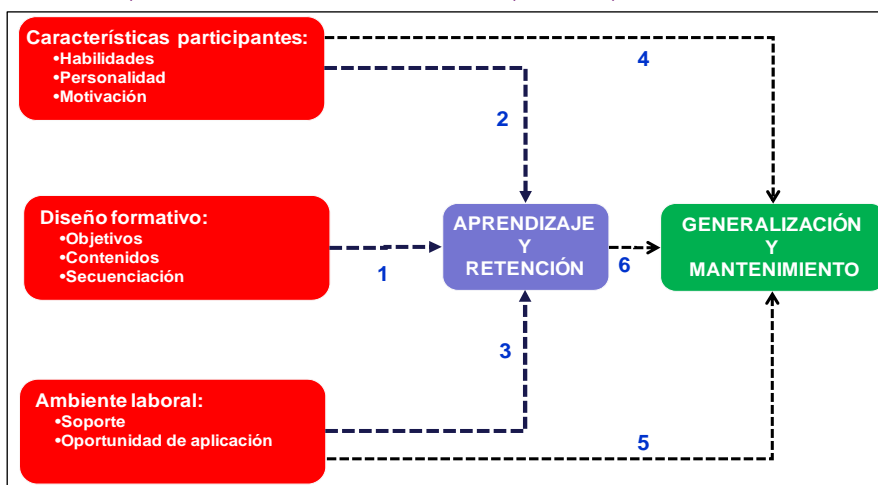 Características participantes:
•Habilidades
•Personalidad
•Motivación
4
2
Diseño formativo:
•Objetivos
•Contenidos
•Secuenciación
1
APRENDIZAJE
Y
RETENCIÓN
6
GENERALIZACIÓN
Y
MANTENIMIENTO
3
Ambiente laboral:
•Soporte
•Oportunidad de aplicación
5